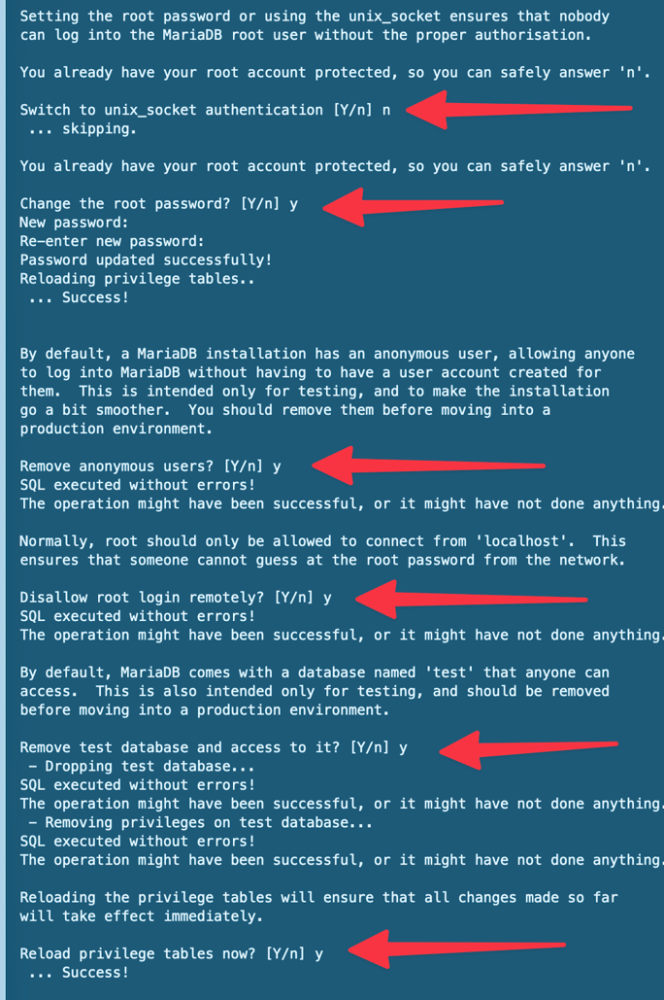 Setting the root password or using the unix_socket ensures that nobody
can log into the MariaDB root user without the proper authorisation.
You already have your root account protected, so you can safely answer 'n'.
Switch to unix_socket authentication [Y/n] n
... skipping.
You already have your root account protected, so you can safely answer 'n'.
Change the root password? [Y/n] y
New password:
Re-enter new password:
Password updated successfully!
Reloading privilege tables..
... Success!
By default, a MariaDB installation has an anonymous user, allowing anyone
to log into MariaDB without having to have a user account created for
them.  This is intended only for testing, and to make the installation
go a bit smoother.  You should remove them before moving into a
production environment.
Remove anonymous users? [Y/n] y
SQL executed without errors!
The operation might have been successful, or it might have not done anything.
Normally, root should only be allowed to connect from 'localhost'.  This
ensures that someone cannot guess at the root password from the network.
Disallow root login remotely? [Y/n] y
SQL executed without errors!
The operation might have been successful, or it might have not done anything.
By default, MariaDB comes with a database named 'test' that anyone can
access.  This is also intended only for testing, and should be removed
before moving into a production environment.
Remove test database and access to it? [Y/n] y
- Dropping test database...
SQL executed without errors!
The operation might have been successful, or it might have not done anything.
- Removing privileges on test database...
SQL executed without errors!
The operation might have been successful, or it might have not done anything.
Reloading the privilege tables will ensure that all changes made so far
will take effect immediately.
Reload privilege tables now? [Y/n] y
... Success!